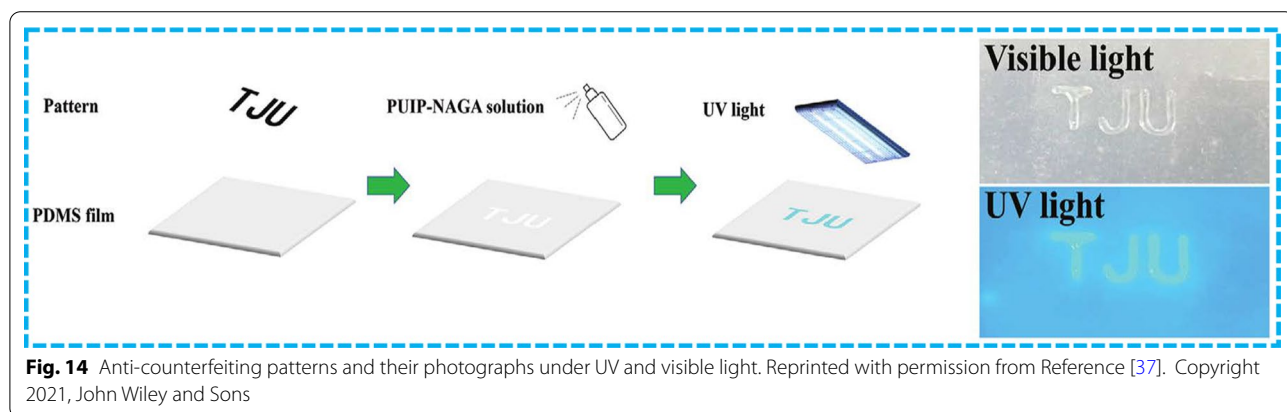 Pattern
TJU
PUIP-NAGA solution
UV light
PDMS film
TJU
TJU
Visible light
TJU
UV light
TJU
Fig. 14 Anti-counterfeiting patterns and their photographs under UV and visible light. Reprinted with permission from Reference [37]. Copyright
2021, John Wiley and Sons